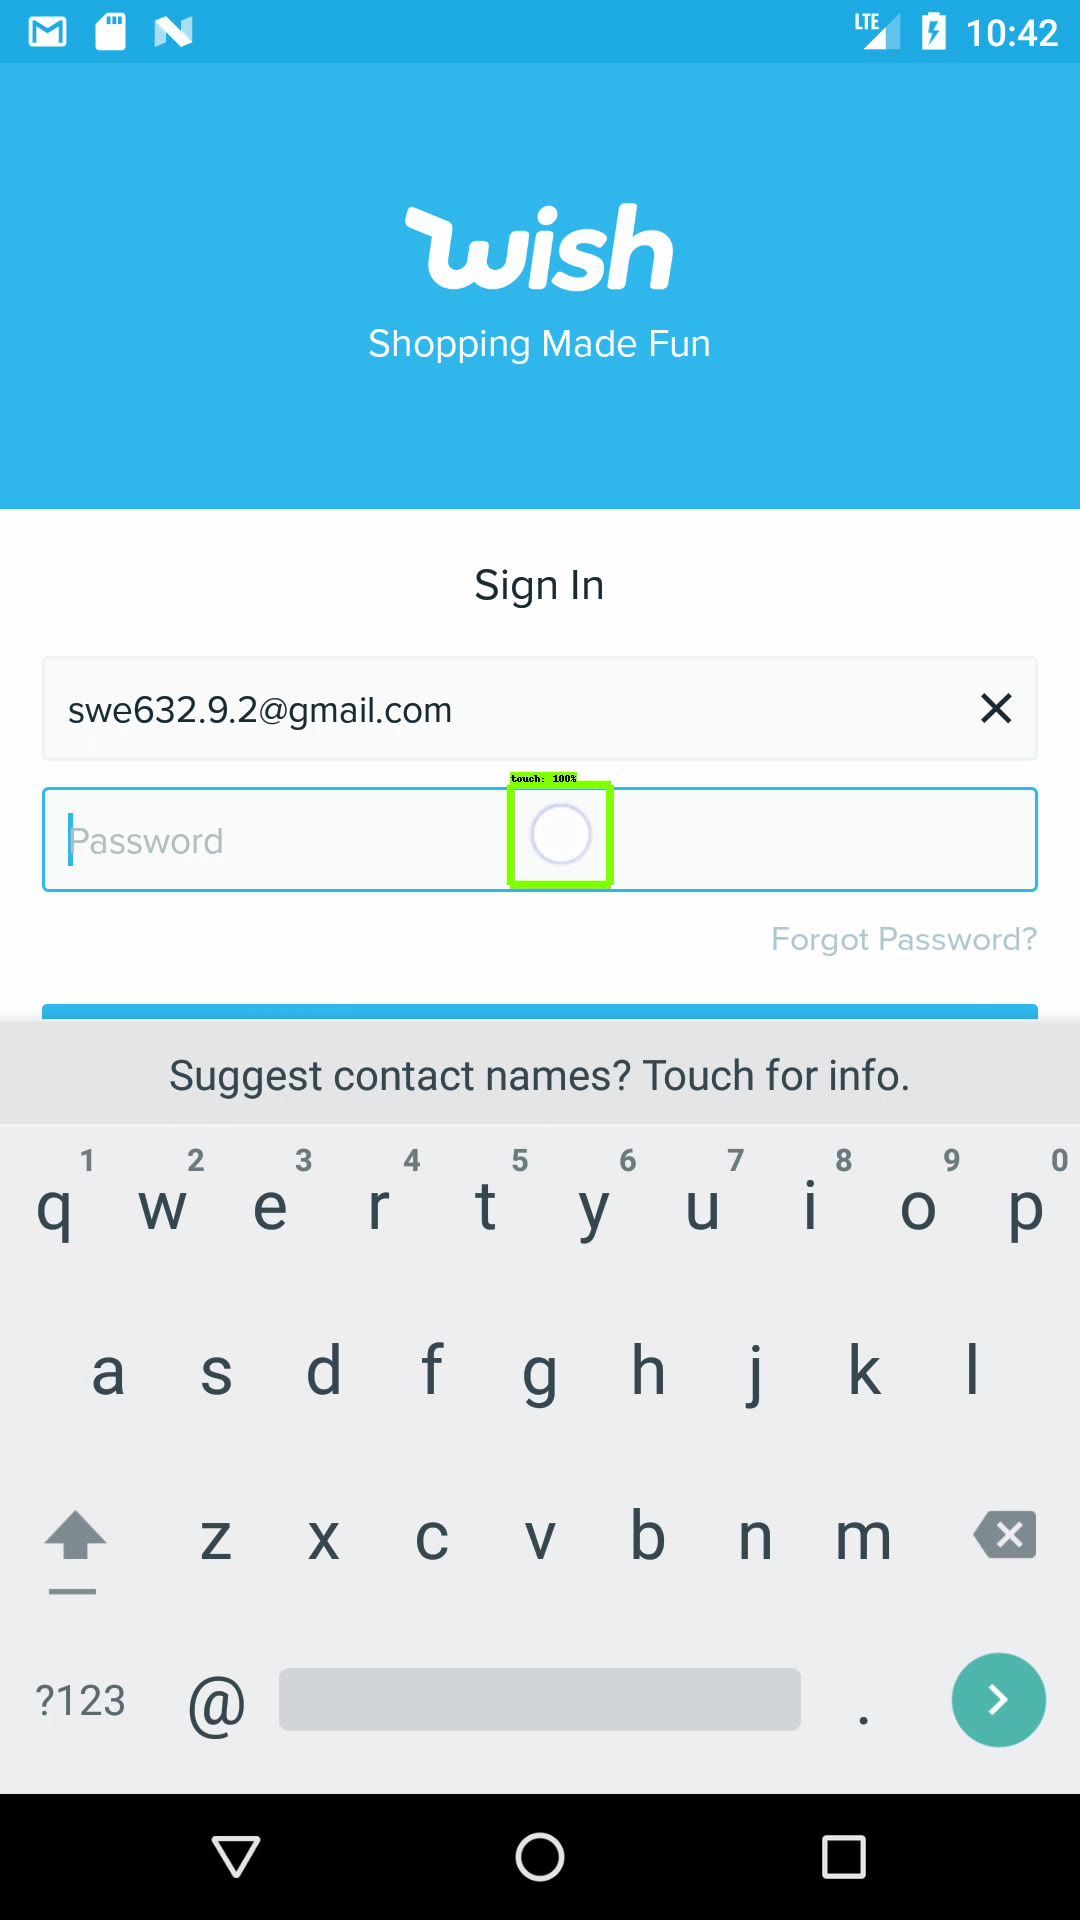 LTE 10:42
wish
Shopping Made Fun
Sign In
swe632.9.2@gmail.com
touch: 100%
Password
Forgot Password?
Suggest contact names? Touch for info.
1 2 3 4 5 6 7 8 9 0
q w e r t y u i o p
a s d f g h j k l
z x c v b n m
?123 @ .